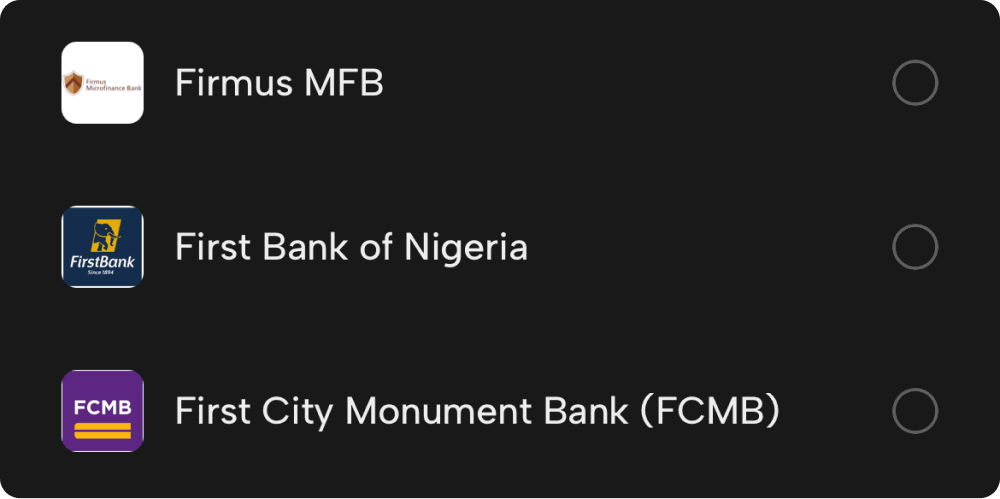 Firmus
Microfinance Bank
Firmus MFB
FirstBank
Since 1894
First Bank of Nigeria
FCMB
First City Monument Bank (FCMB)